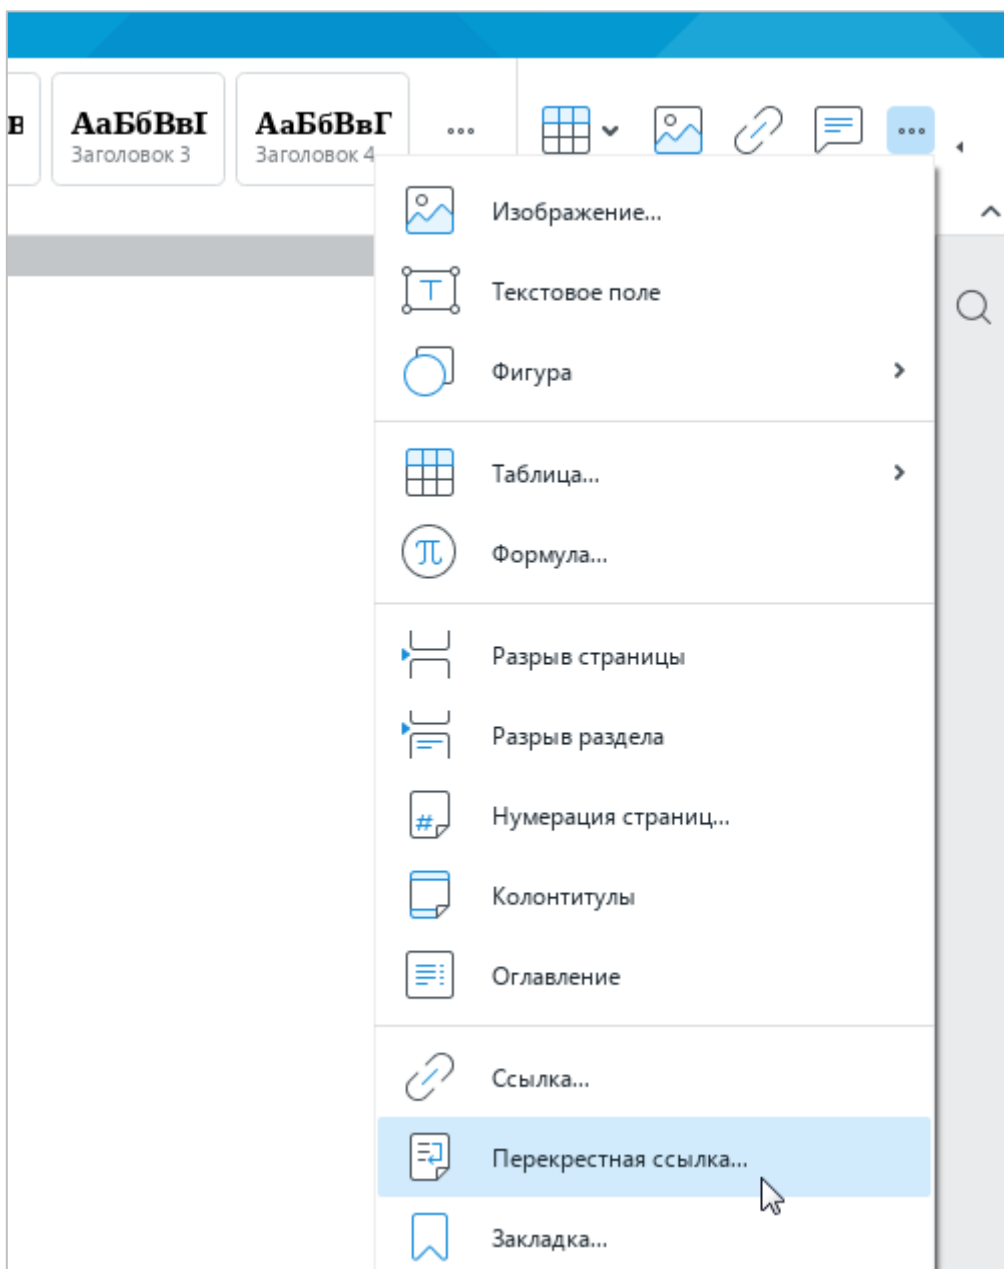 в АаБбВвГ АаБбВвГ
Заголовок 3 Заголовок 4
Изображение...
Текстовое поле
Фигура
Таблица...
Формула...
Разрыв страницы
Разрыв раздела
Нумерация страниц...
Колонтитулы
Оглавление
Ссылка...
Перекрестная ссылка...
Закладка...